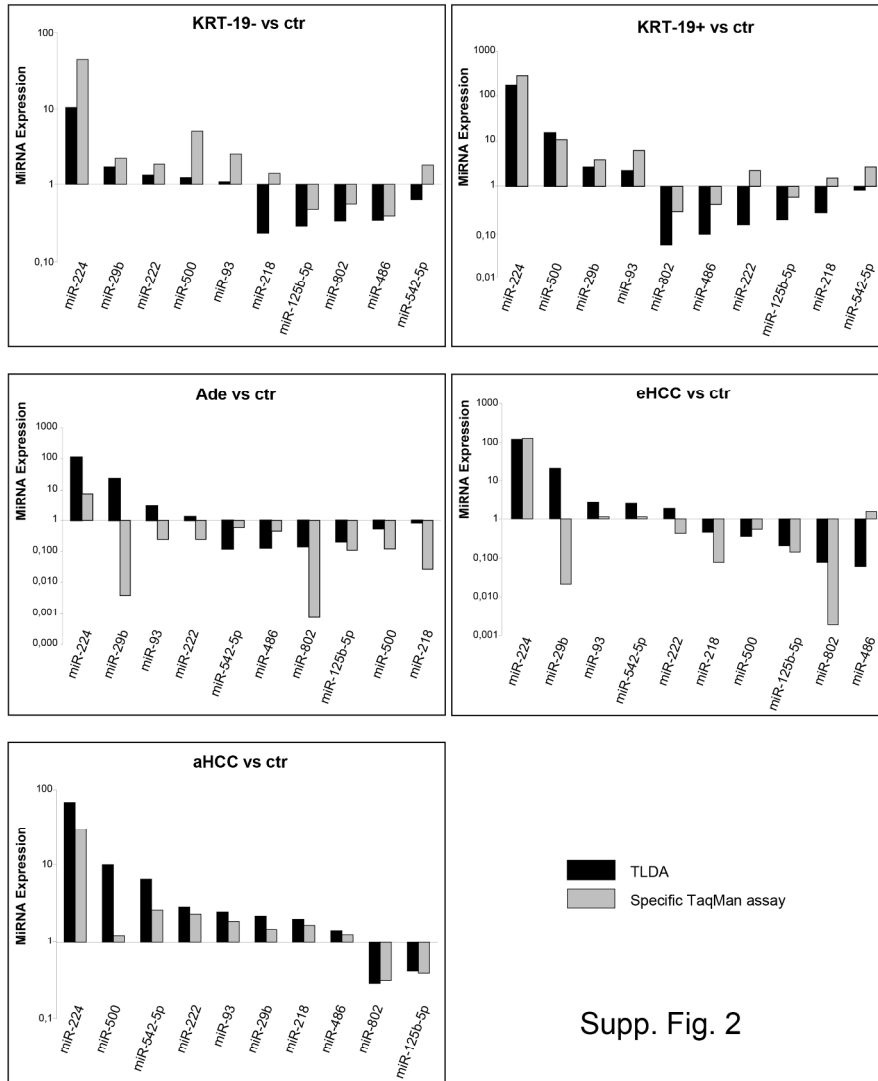 KRT-19- vs ctr
MiRNA Expression
100
10
1
0,10
miR-224
miR-29b
miR-222
miR-500
miR-93
miR-218
miR-125b-5p
miR-802
miR-486
miR-542-5p
KRT-19+ vs ctr
MiRNA Expression
1000
100
10
1
0,10
0,01
miR-224
miR-500
miR-29b
miR-93
miR-802
miR-486
miR-222
miR-125b-5p
miR-218
miR-542-5p
Ade vs ctr
MiRNA Expression
1000
100
10
1
0,100
0,010
0,001
0,000
miR-224
miR-29b
miR-93
miR-222
miR-542-5p
miR-486
miR-802
miR-125b-5p
miR-500
miR-218
eHCC vs ctr
MiRNA Expression
1000
100
10
1
0,100
0,010
0,001
miR-224
miR-29b
miR-93
miR-542-5p
miR-222
miR-218
miR-500
miR-125b-5p
miR-802
miR-486
aHCC vs ctr
MiRNA Expression
100
10
1
0,1
miR-224
miR-500
miR-542-5p
miR-222
miR-93
miR-29b
miR-218
miR-486
miR-802
miR-125b-5p
TLDA
Specific TaqMan assay
Supp. Fig. 2